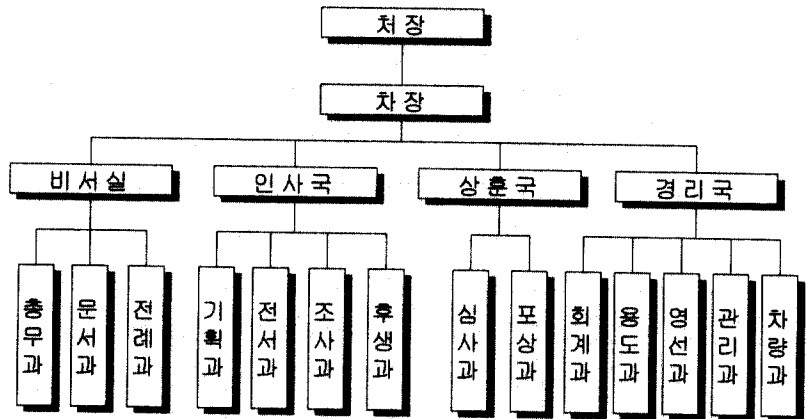 처장
차장
비서실
인사국
상훈국
경리국
총무과
문서과
전례과
기획과
전서과
조사과
후생과
심사과
포상과
회계과
용도과
영선과
관리과
차량과